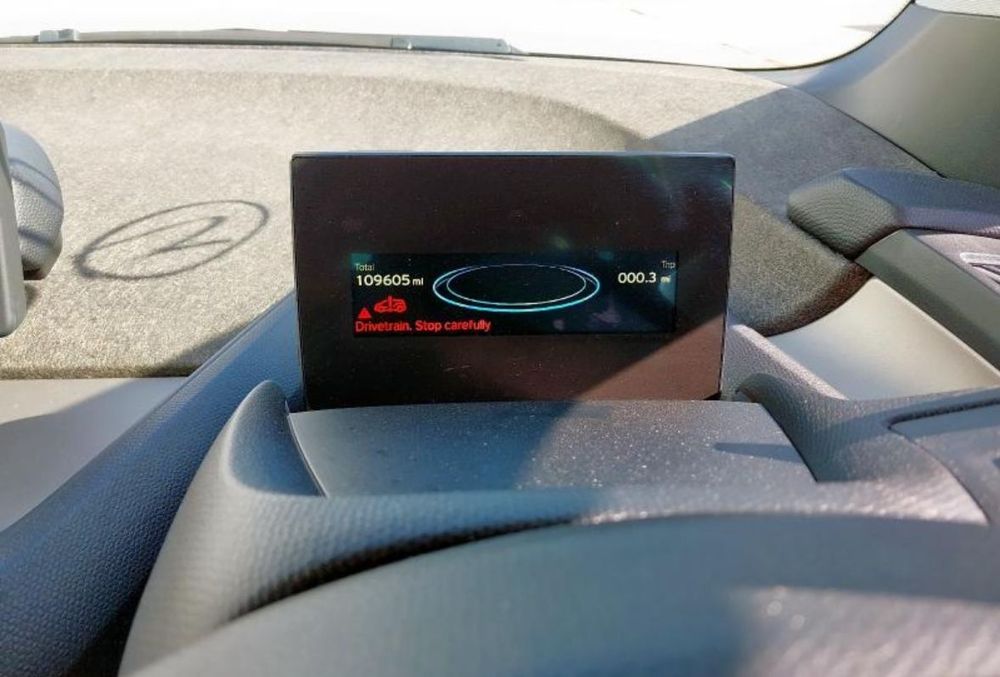 Total
109605 mi
Trip
000.3 mi
Drivetrain. Stop carefully